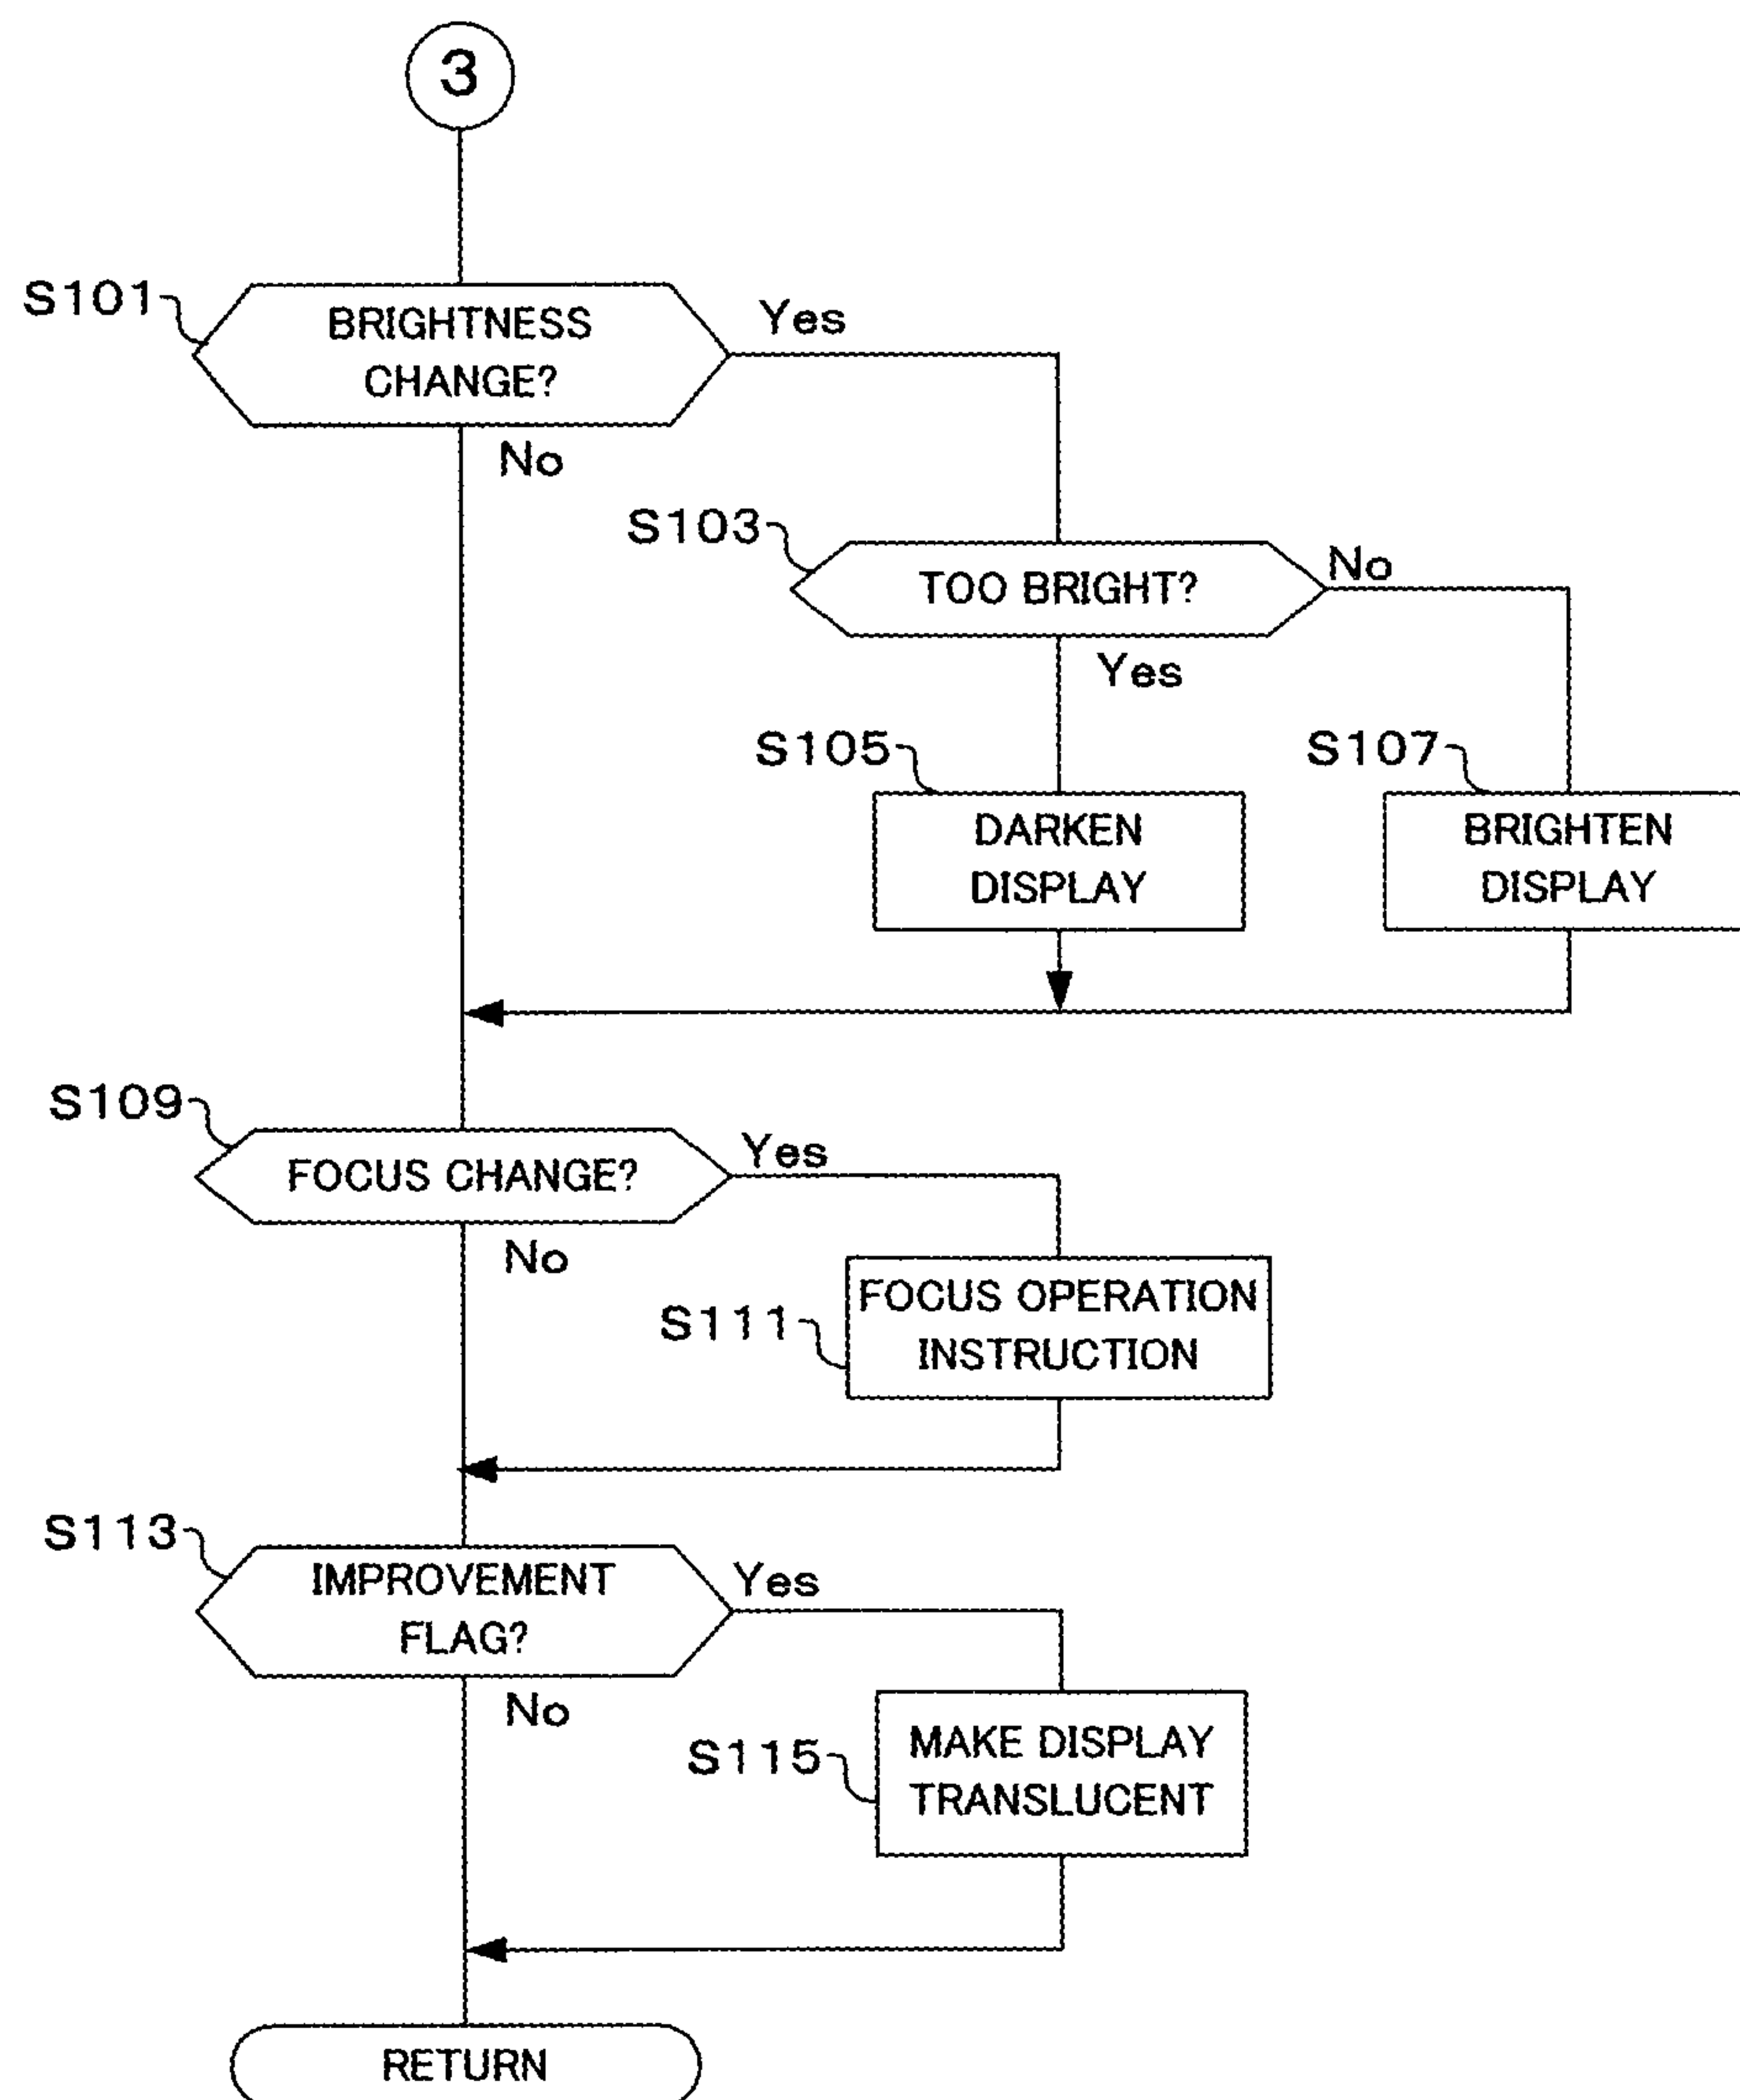 3
S101
BRIGHTNESS
CHANGE?
Yes
No
S103
TOO BRIGHT?
No
Yes
S105
DARKEN
DISPLAY
S107
BRIGHTEN
DISPLAY
S109
FOCUS CHANGE?
Yes
No
S111
FOCUS OPERATION
INSTRUCTION
S113
IMPROVEMENT
FLAG?
Yes
No
S115
MAKE DISPLAY
TRANSLUCENT
RETURN